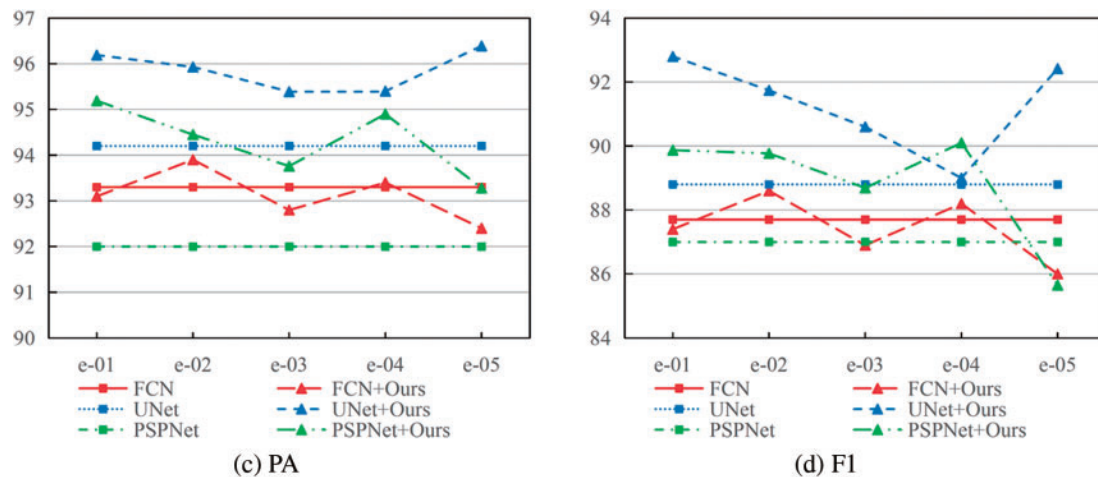 97
96
95
94
93
92
91
90
e-01 e-02 e-03 e-04 e-05
FCN FCN+Ours
UNet UNet+Ours
PSPNet PSPNet+Ours
(c) PA
94
92
90
88
86
84
e-01 e-02 e-03 e-04 e-05
FCN FCN+Ours
UNet UNet+Ours
PSPNet PSPNet+Ours
(d) F1